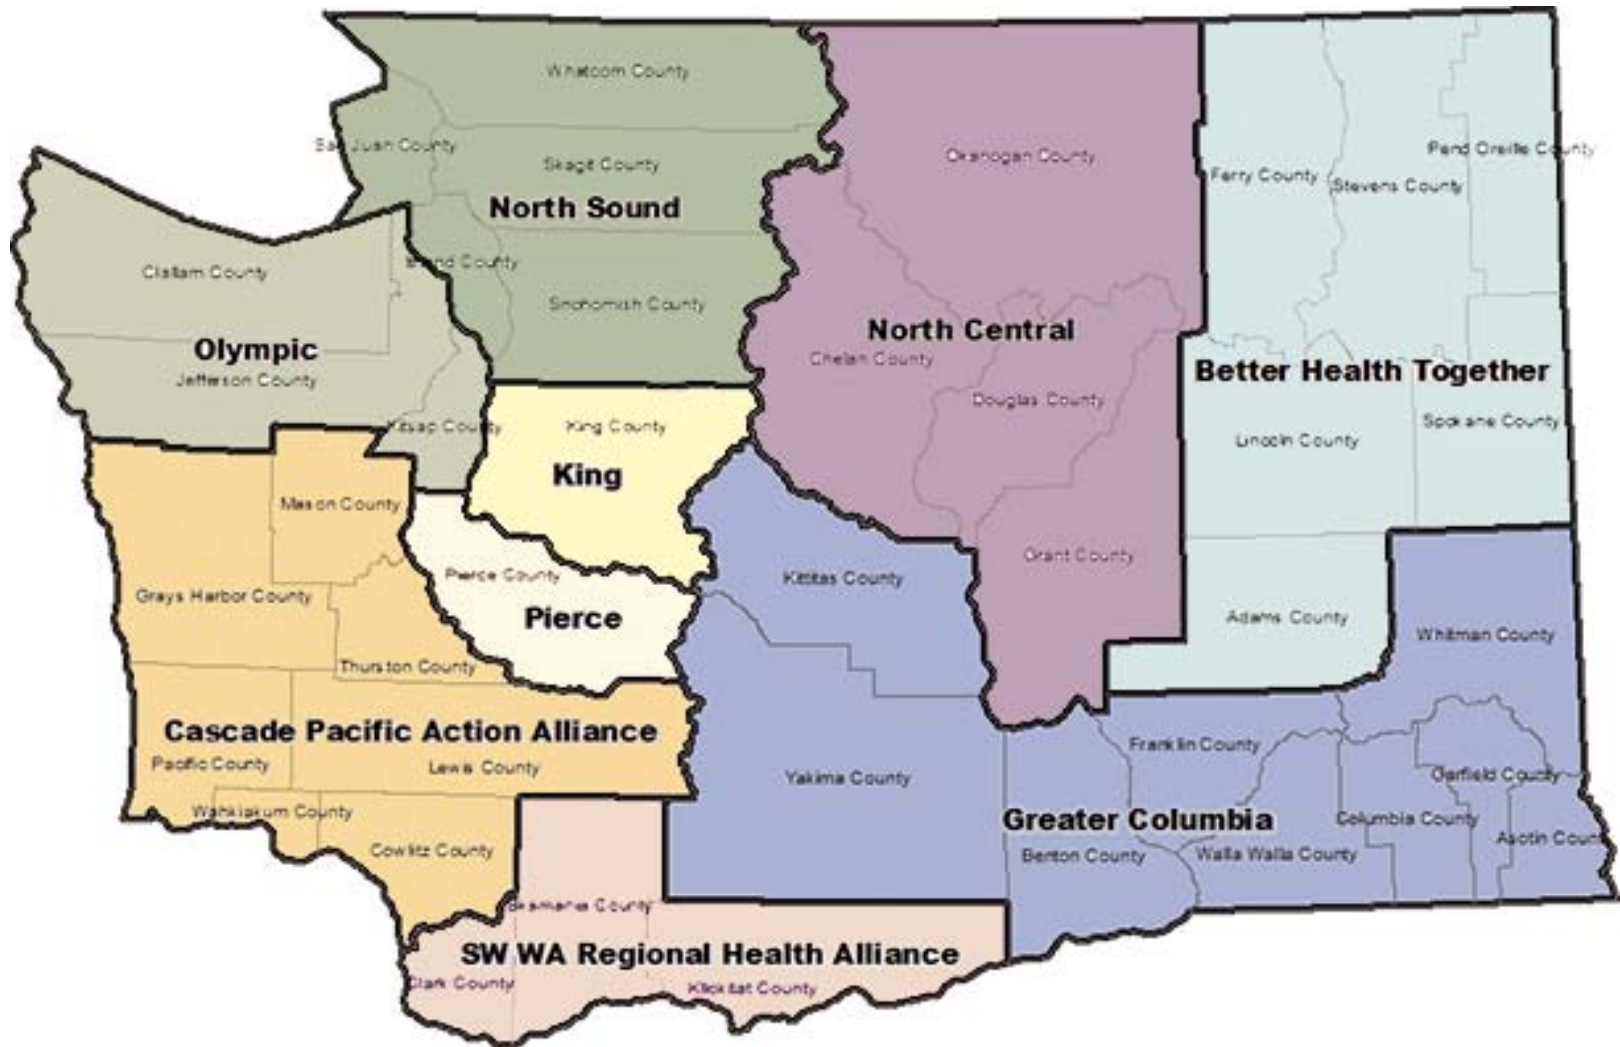 Whatcom County
San Juan County
Skagit County
North Sound
Island County
Snohomish County
Clallam County
Olympic
Jefferson County
Kitsap County
King County
King
Okanogan County
North Central
Chelan County
Douglas County
Grant County
Ferry County
Stevens County
Pend Oreille County
Better Health Together
Lincoln County
Spokane County
Adams County
Mason County
Grays Harbor County
Thurston County
Pierce County
Pierce
Cascade Pacific Action Alliance
Pacific County
Lewis County
Wahkiakum County
Cowlitz County
Kittitas County
Yakima County
Whitman County
Franklin County
Garfield County
Greater Columbia
Columbia County
Asotin County
Benton County
Walla Walla County
Skamania County
SW WA Regional Health Alliance
Clark County
Klickitat County